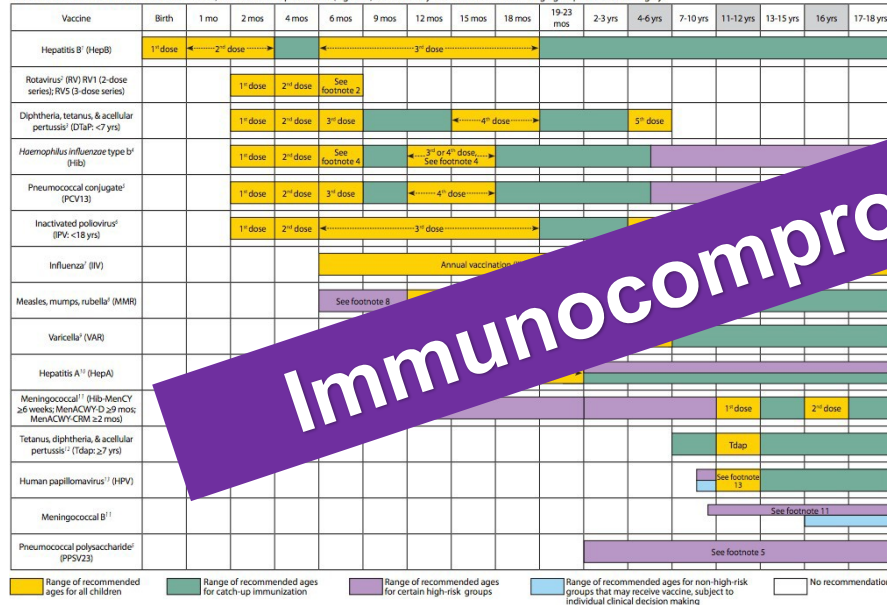 Vaccine Birth 1 mo 2 mos 4 mos 6 mos 9 mos 12 mos 15 mos 18 mos 19-23 mos 2-3 yrs 4-6 yrs 7-10 yrs 11-12 yrs 13-15 yrs 16 yrs 17-18 yrs
Hepatitis B¹ (HepB) 1st dose 2nd dose 3rd dose
Rotavirus² (RV) RV1 (2-dose
series); RV5 (3-dose series)
1st dose 2nd dose See
footnote 2
Diphtheria, tetanus, & acellular
pertussis³ (DTaP: <7 yrs)
1st dose 2nd dose 3rd dose 4th dose 5th dose
Haemophilus influenzae type b⁴
(Hib)
1st dose 2nd dose See
footnote 4
3rd or 4th dose,
See footnote 4
Pneumococcal conjugate⁵
(PCV13)
1st dose 2nd dose 3rd dose 4th dose
Inactivated poliovirus⁶
(IPV: <18 yrs)
1st dose 2nd dose 3rd dose
Influenza⁷ (IIV) Annual vaccination
Measles, mumps, rubella⁸ (MMR) See footnote 8
Varicella⁹ (VAR)
Hepatitis A¹⁰ (HepA)
Meningococcal¹¹ (Hib-MenCY
≥6 weeks; MenACWY-D ≥9 mos;
MenACWY-CRM ≥2 mos)
1st dose 2nd dose
Tetanus, diphtheria, & acellular
pertussis¹² (Tdap: ≥7 yrs)
Tdap
Human papillomavirus¹³ (HPV) See footnote
13
Meningococcal B¹¹ See footnote 11
Pneumococcal polysaccharide⁵
(PPSV23)
See footnote 5
Immunocompro
Range of recommended
ages for all children
Range of recommended ages
for catch-up immunization
Range of recommended ages
for certain high-risk groups
Range of recommended ages for non-high-risk
groups that may receive vaccine, subject to
individual clinical decision making
No recommendation